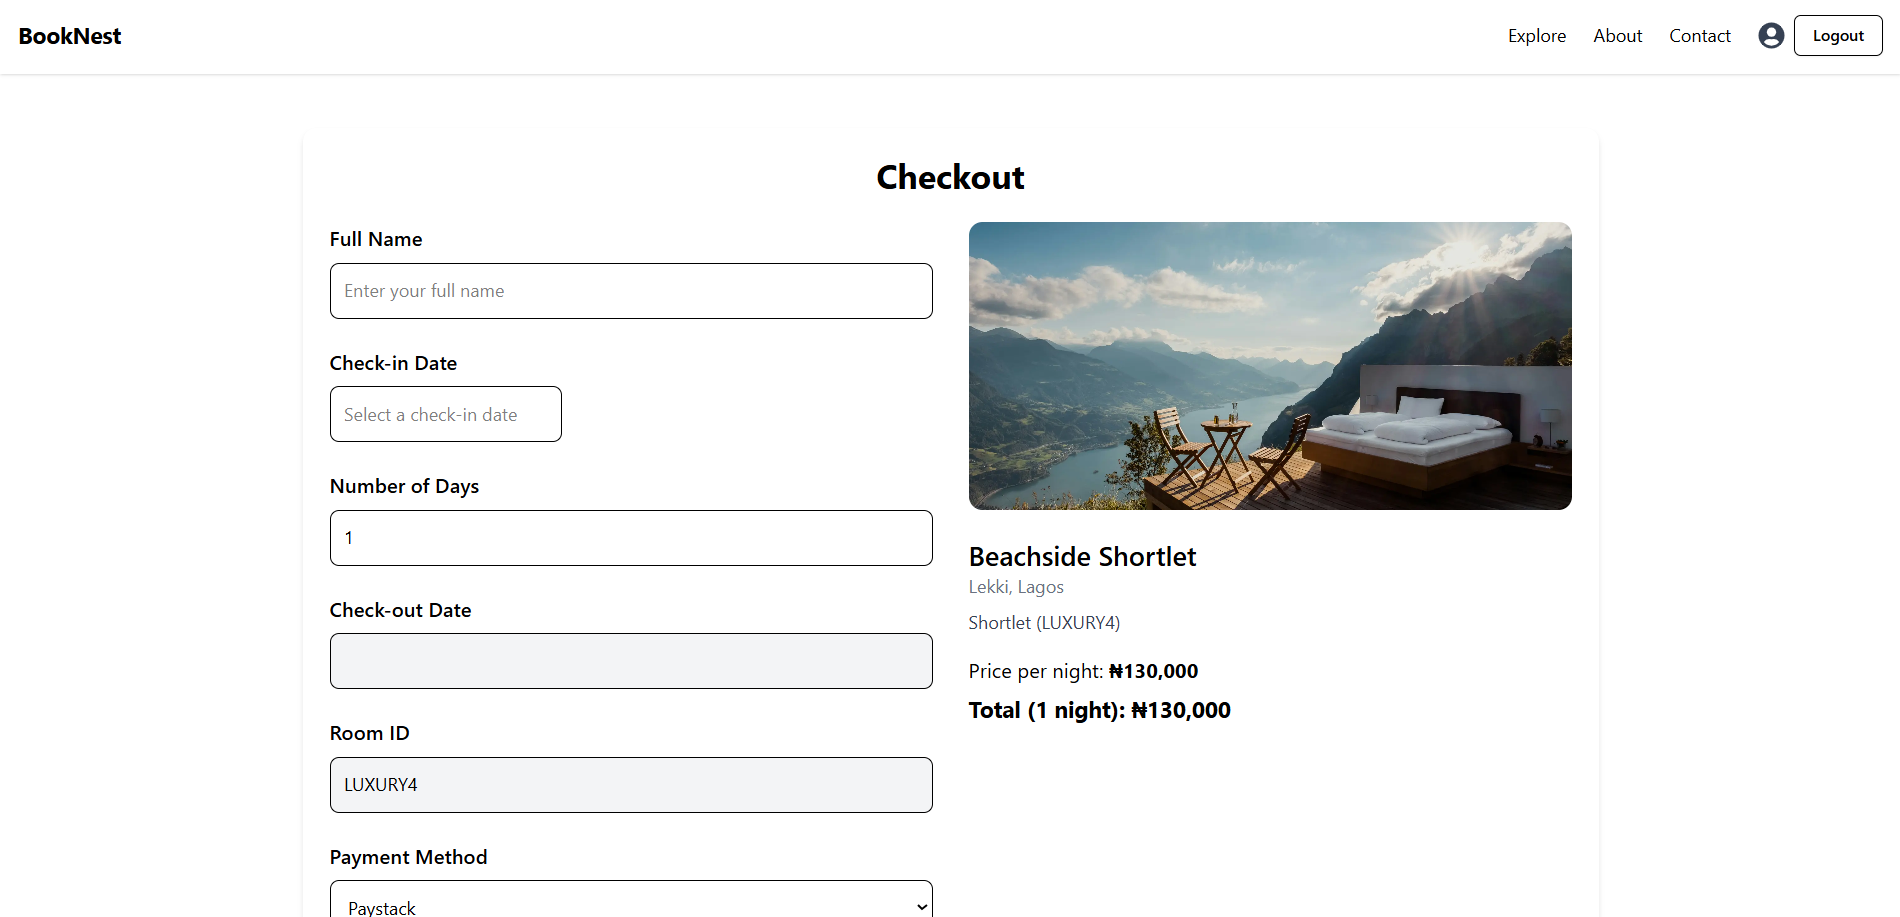 BookNest
Explore
About
Contact
Logout
Checkout
Full Name
Enter your full name
Check-in Date
Select a check-in date
Number of Days
1
Check-out Date
Room ID
LUXURY4
Payment Method
Paystack
Beachside Shortlet
Lekki, Lagos
Shortlet (LUXURY4)
Price per night: ₦130,000
Total (1 night): ₦130,000